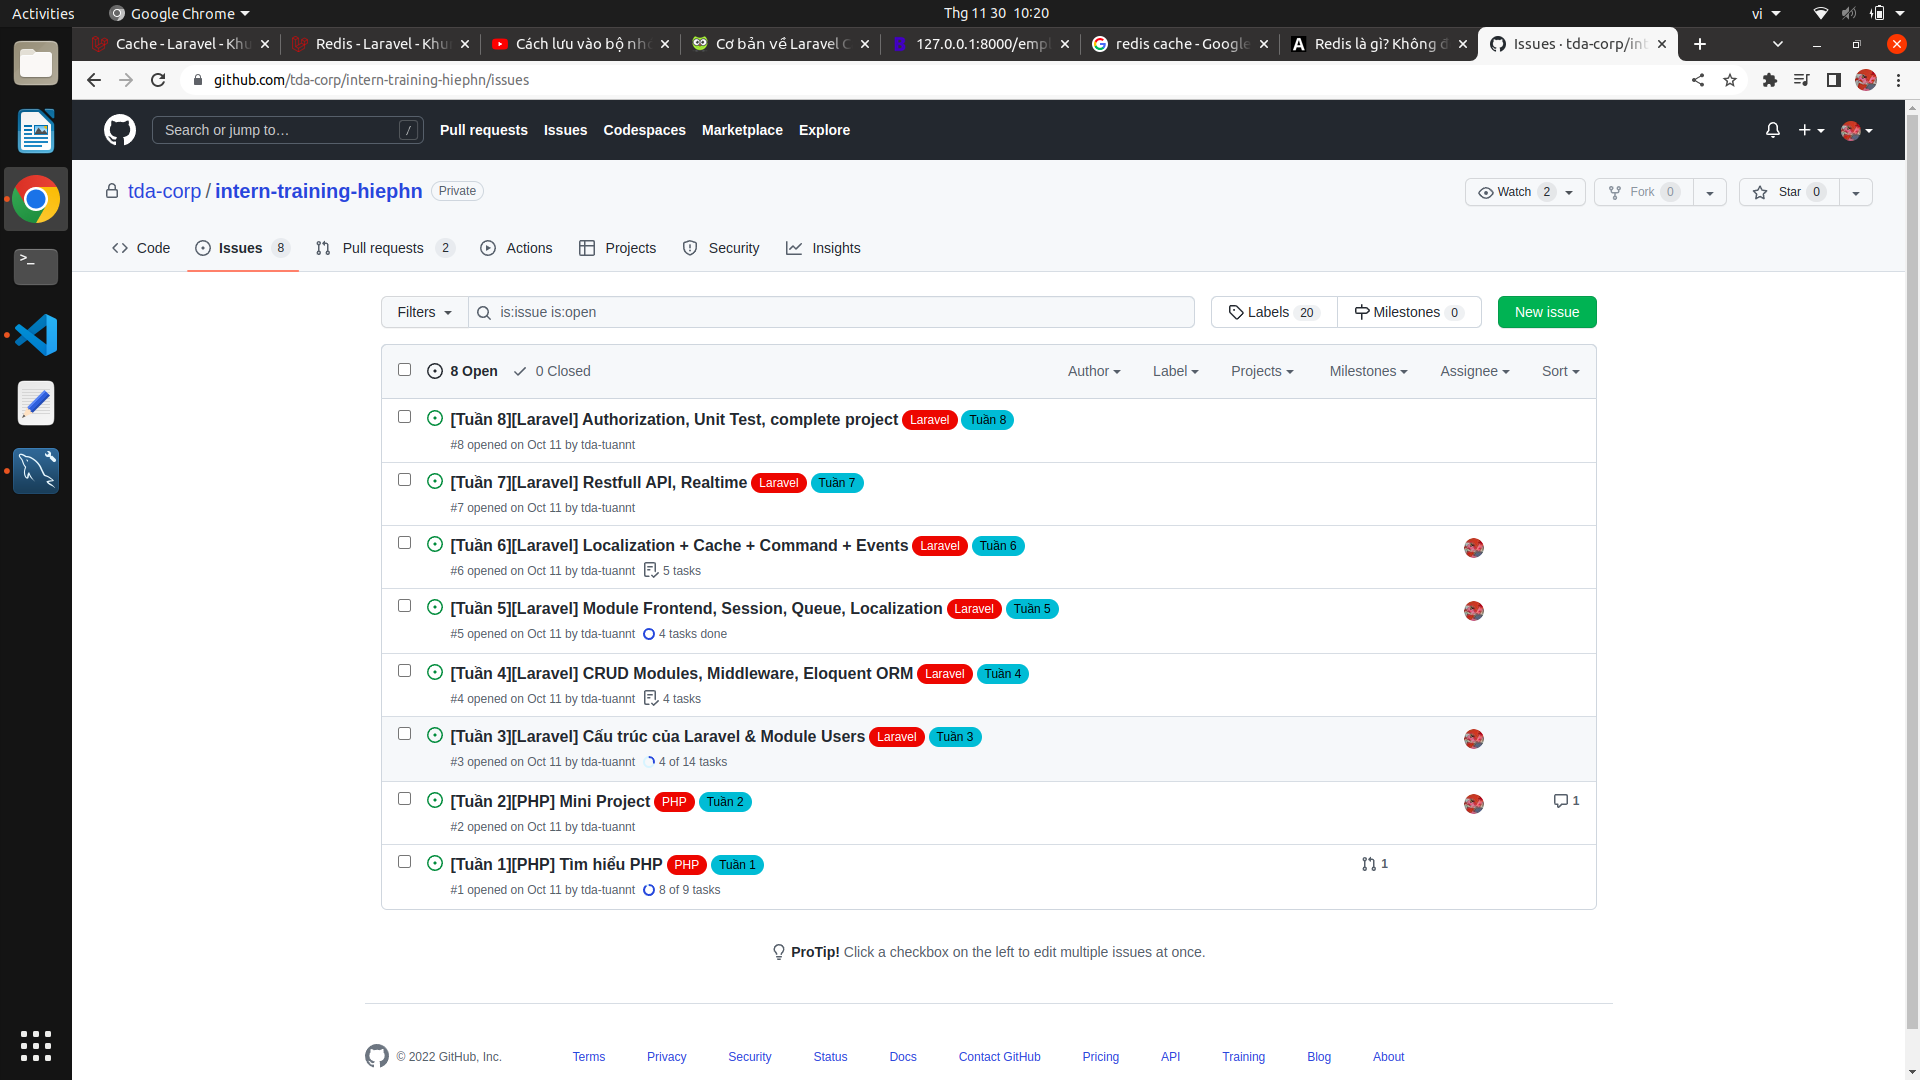 Activities Google Chrome Thg 11 30 10:20 vi
Cache - Laravel - Khu Redis - Laravel - Khu Cách lưu vào bộ nhớ Cơ bản về Laravel C 127.0.0.1:8000/empl redis cache - Google Redis là gì? Không đ Issues · tda-corp/int
github.com/tda-corp/intern-training-hiephn/issues
Search or jump to… / Pull requests Issues Codespaces Marketplace Explore
tda-corp / intern-training-hiephn Private Watch 2 Fork 0 Star 0
Code Issues 8 Pull requests 2 Actions Projects Security Insights
Filters is:issue is:open Labels 20 Milestones 0 New issue
8 Open 0 Closed Author Label Projects Milestones Assignee Sort
[Tuần 8][Laravel] Authorization, Unit Test, complete project Laravel Tuần 8
#8 opened on Oct 11 by tda-tuannt
[Tuần 7][Laravel] Restfull API, Realtime Laravel Tuần 7
#7 opened on Oct 11 by tda-tuannt
[Tuần 6][Laravel] Localization + Cache + Command + Events Laravel Tuần 6
#6 opened on Oct 11 by tda-tuannt 5 tasks
[Tuần 5][Laravel] Module Frontend, Session, Queue, Localization Laravel Tuần 5
#5 opened on Oct 11 by tda-tuannt 4 tasks done
[Tuần 4][Laravel] CRUD Modules, Middleware, Eloquent ORM Laravel Tuần 4
#4 opened on Oct 11 by tda-tuannt 4 tasks
[Tuần 3][Laravel] Cấu trúc của Laravel & Module Users Laravel Tuần 3
#3 opened on Oct 11 by tda-tuannt 4 of 14 tasks
[Tuần 2][PHP] Mini Project PHP Tuần 2 1
#2 opened on Oct 11 by tda-tuannt
[Tuần 1][PHP] Tìm hiểu PHP PHP Tuần 1 1
#1 opened on Oct 11 by tda-tuannt 8 of 9 tasks
ProTip! Click a checkbox on the left to edit multiple issues at once.
© 2022 GitHub, Inc. Terms Privacy Security Status Docs Contact GitHub Pricing API Training Blog About